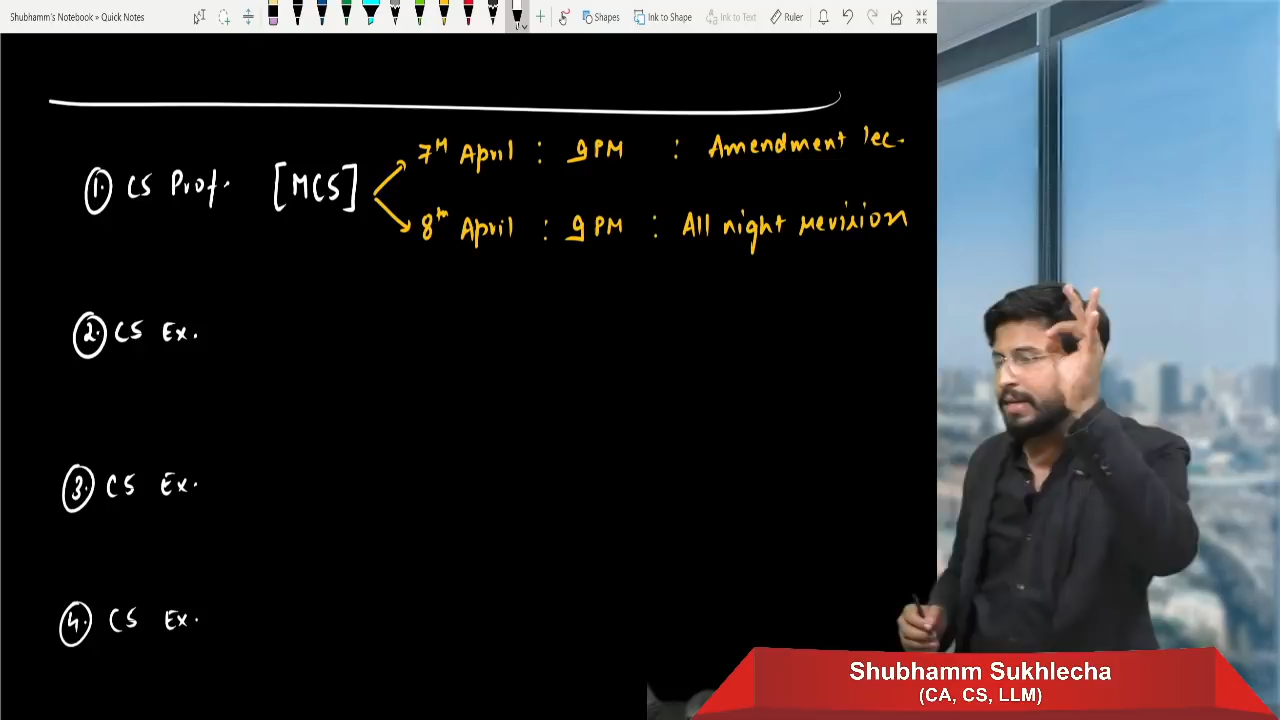 Shubhamm's Notebook » Quick Notes
Shapes
Ink to Shape
Ink to Text
Ruler
7th April : 9PM : Amendment lec.
1. CS Prof. [MCS]
8th April : 9PM : All night revision
2. CS Ex.
3. CS Ex.
4. CS Ex.
Shubhamm Sukhlecha
(CA, CS, LLM)